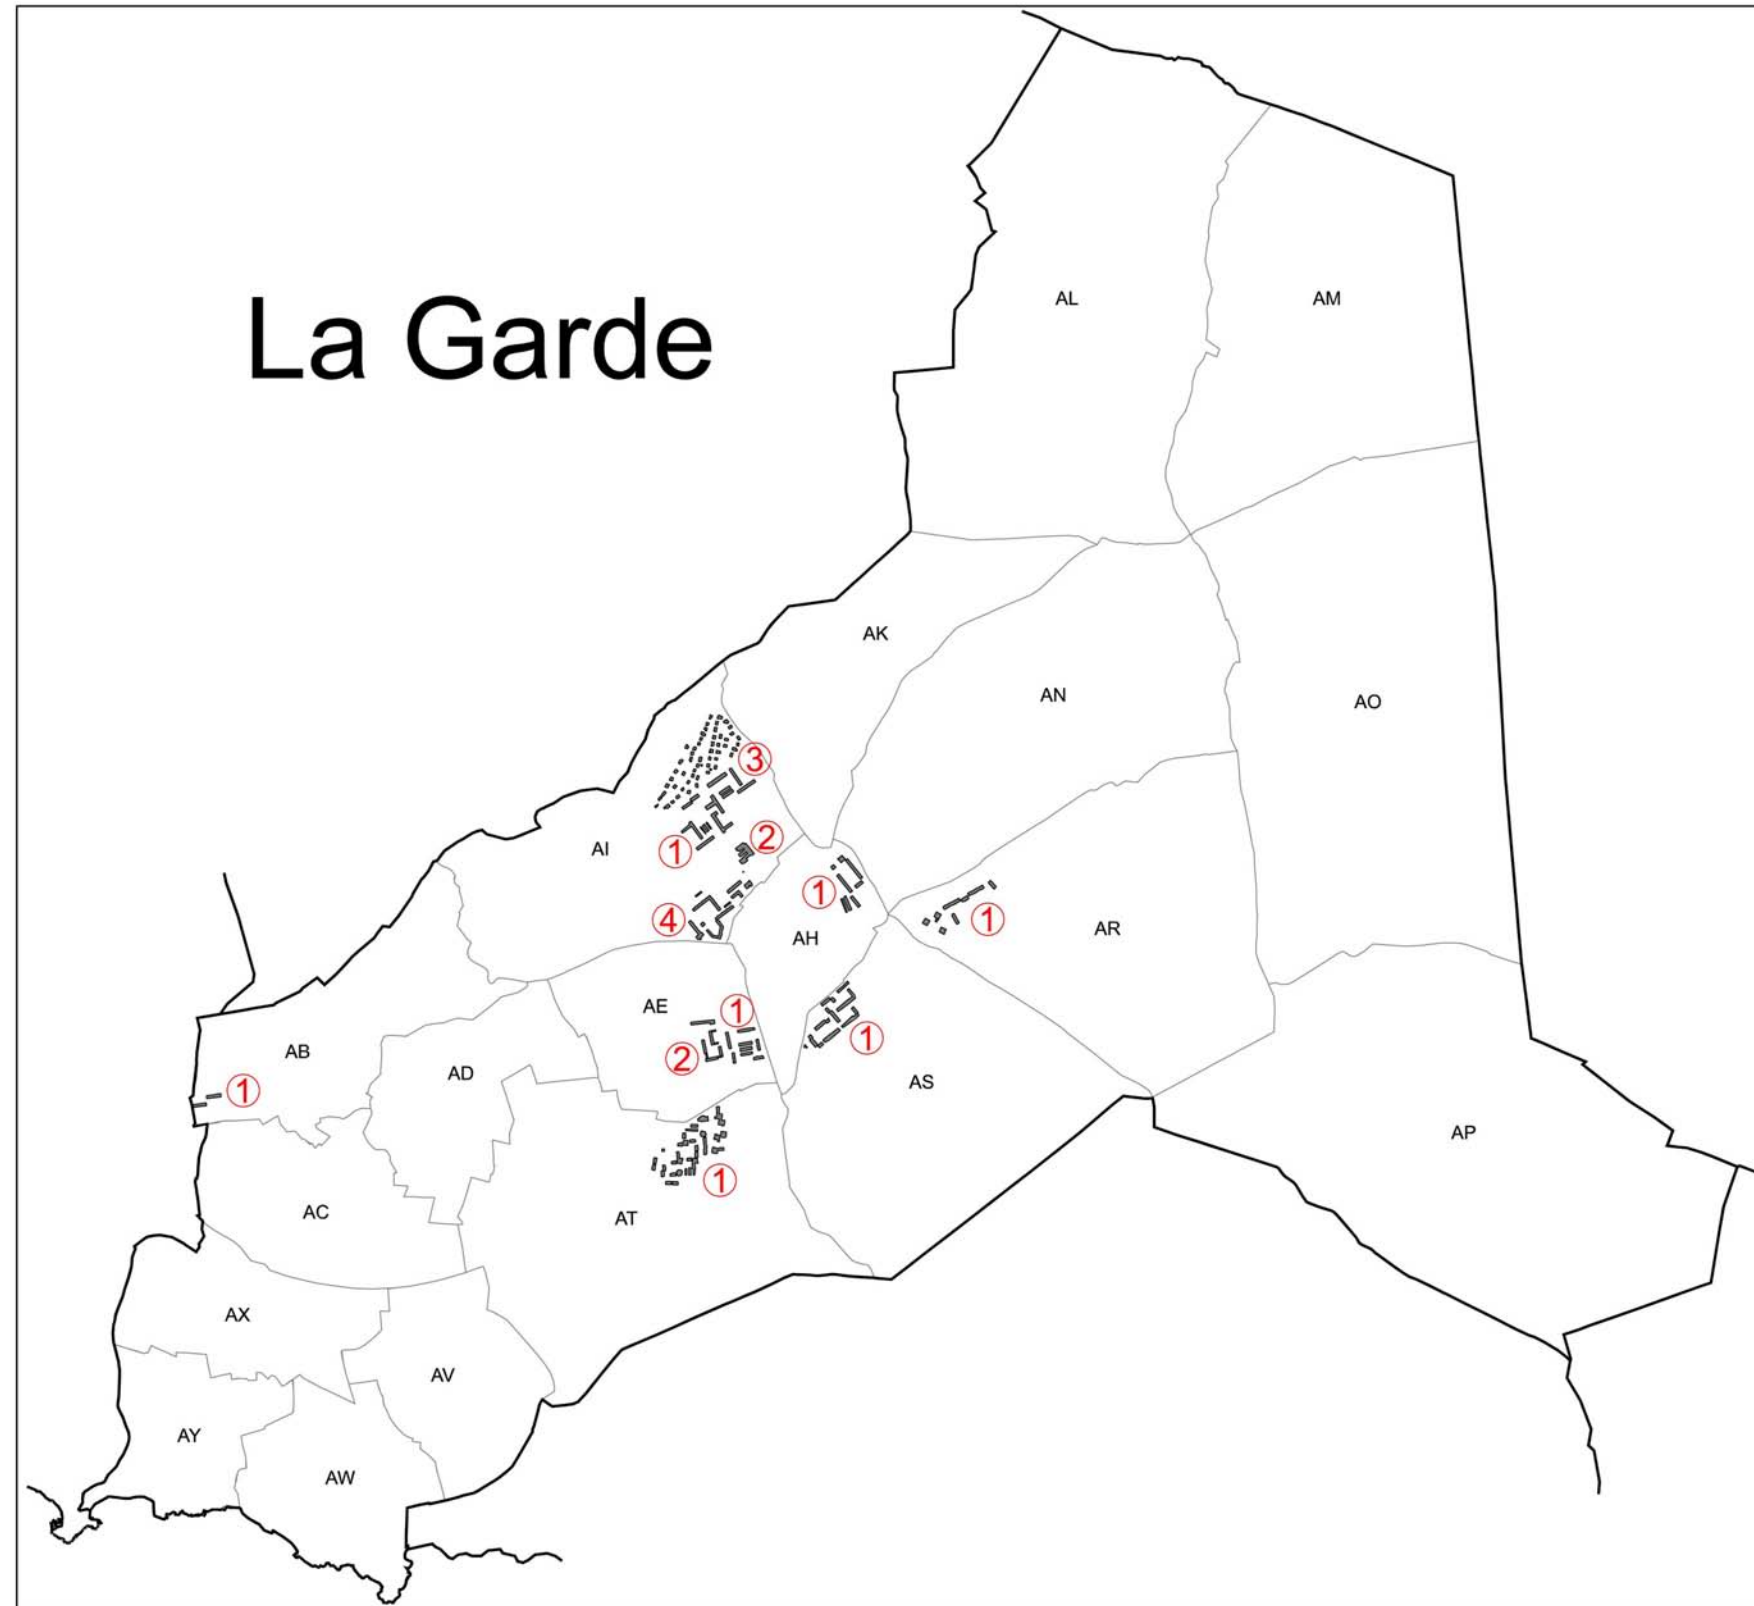 La Garde
AL
AM
AK
AN
AO
③
AI
①
②
①
④
①
AH
AR
AE
①
①
②
AB
AD
①
AS
AP
①
AC
AT
AX
AV
AY
AW